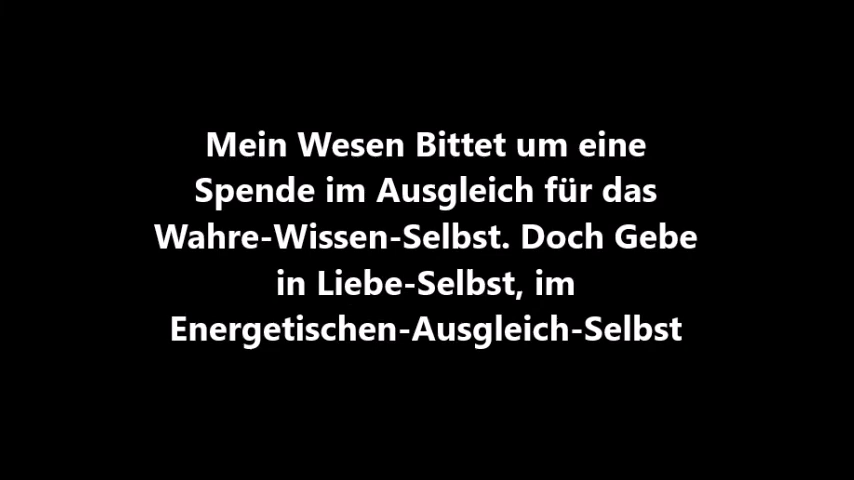 Mein Wesen Bittet um eine
Spende im Ausgleich für das
Wahre-Wissen-Selbst. Doch Gebe
in Liebe-Selbst, im
Energetischen-Ausgleich-Selbst